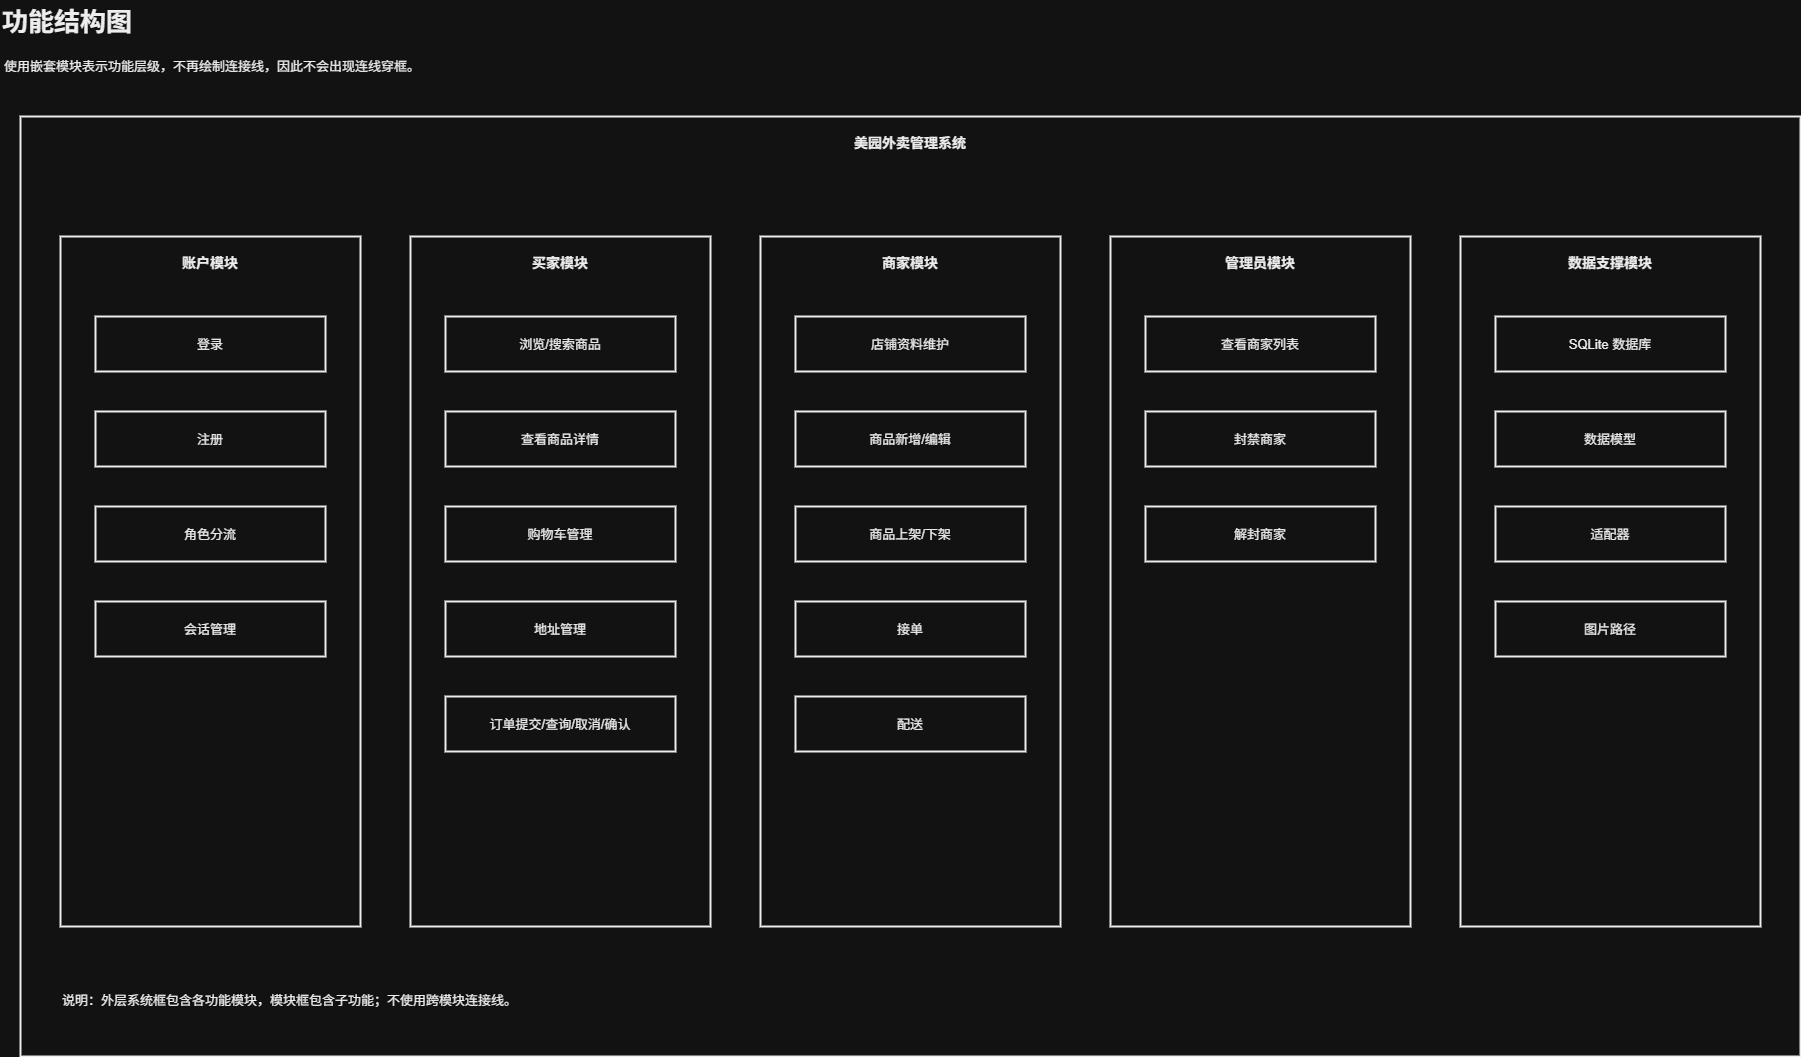 功能结构图
使用嵌套模块表示功能层级，不再绘制连接线，因此不会出现连线穿框。
美园外卖管理系统
账户模块
登录
注册
角色分流
会话管理
买家模块
浏览/搜索商品
查看商品详情
购物车管理
地址管理
订单提交/查询/取消/确认
商家模块
店铺资料维护
商品新增/编辑
商品上架/下架
接单
配送
管理员模块
查看商家列表
封禁商家
解封商家
数据支撑模块
SQLite 数据库
数据模型
适配器
图片路径
说明：外层系统框包含各功能模块，模块框包含子功能；不使用跨模块连接线。